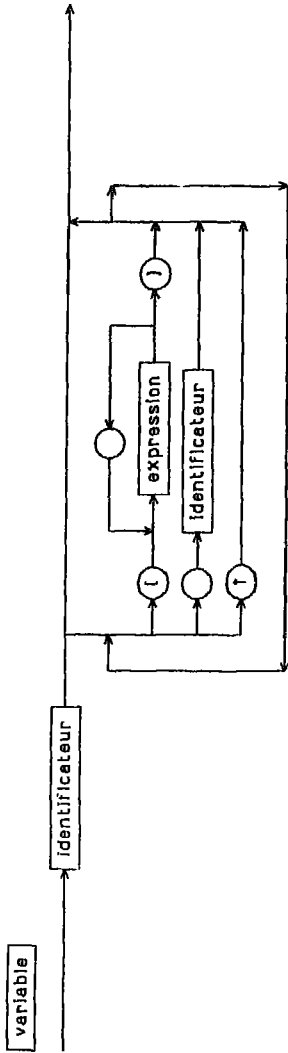 variable
identificateur
(
expression
)
identificateur
↑